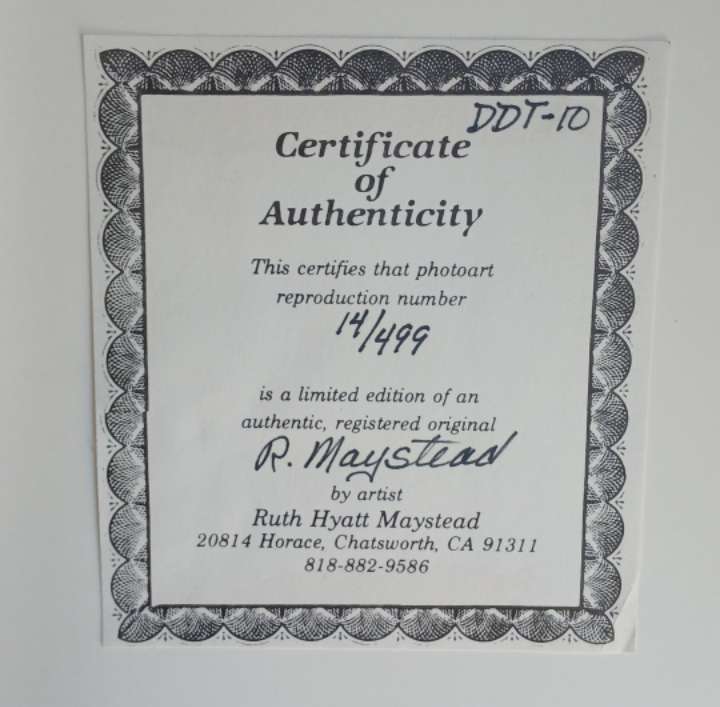 DDT-10
Certificate
of
Authenticity
This certifies that photoart
reproduction number
14/499
is a limited edition of an
authentic, registered original
R. Maystead
by artist
Ruth Hyatt Maystead
20814 Horace, Chatsworth, CA 91311
818-882-9586